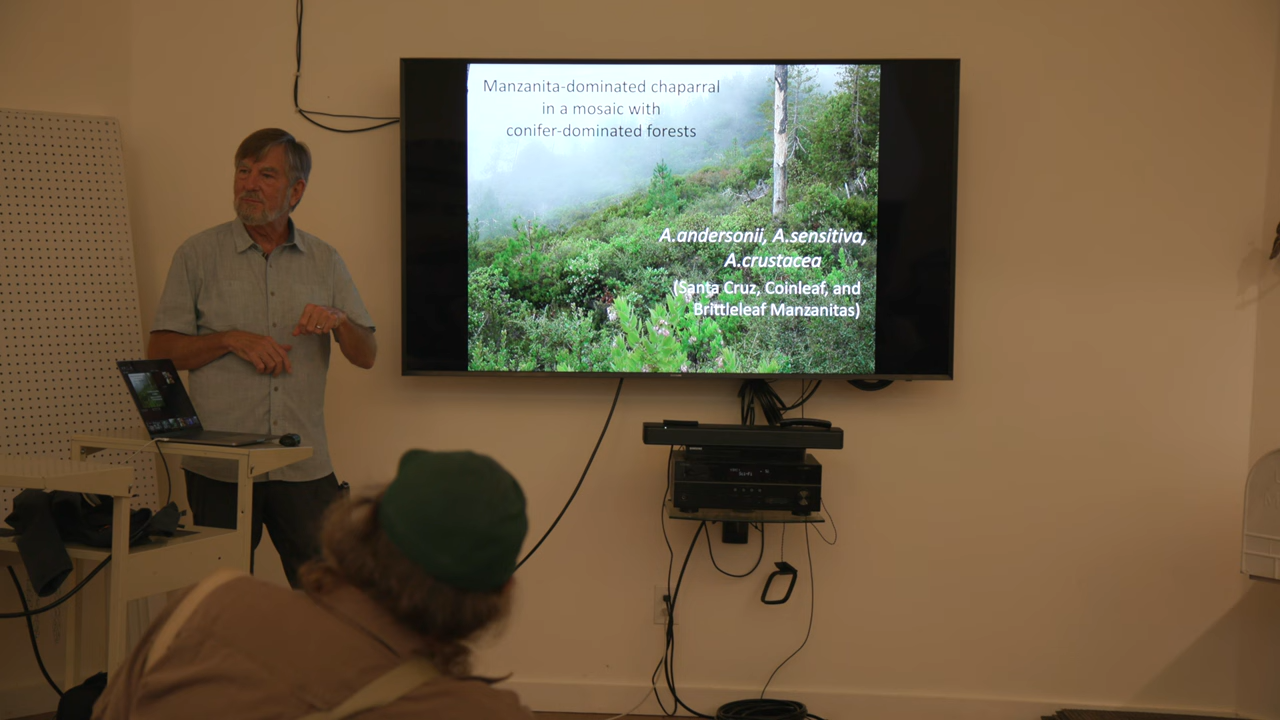 Manzanita-dominated chaparral
in a mosaic with
conifer-dominated forests
A.andersonii, A.sensitiva,
A.crustacea
(Santa Cruz, Coinleaf, and
Brittleleaf Manzanitas)